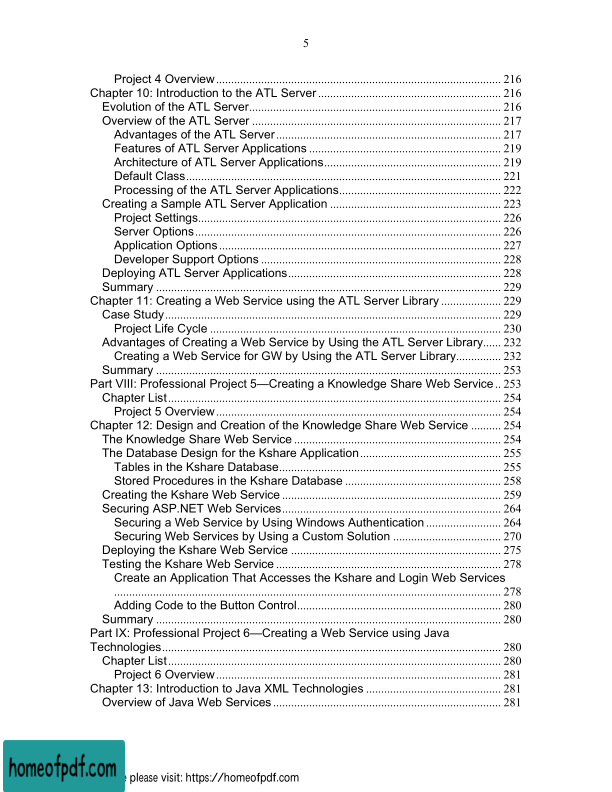 5
Project 4 Overview 216
Chapter 10: Introduction to the ATL Server 216
Evolution of the ATL Server 216
Overview of the ATL Server 217
Advantages of the ATL Server 217
Features of ATL Server Applications 219
Architecture of ATL Server Applications 219
Default Class 221
Processing of the ATL Server Applications 222
Creating a Sample ATL Server Application 223
Project Settings 226
Server Options 226
Application Options 227
Developer Support Options 228
Deploying ATL Server Applications 228
Summary 229
Chapter 11: Creating a Web Service using the ATL Server Library 229
Case Study 229
Project Life Cycle 230
Advantages of Creating a Web Service by Using the ATL Server Library 232
Creating a Web Service for GW by Using the ATL Server Library 232
Summary 253
Part VIII: Professional Project 5—Creating a Knowledge Share Web Service 253
Chapter List 254
Project 5 Overview 254
Chapter 12: Design and Creation of the Knowledge Share Web Service 254
The Knowledge Share Web Service 254
The Database Design for the Kshare Application 255
Tables in the Kshare Database 255
Stored Procedures in the Kshare Database 258
Creating the Kshare Web Service 259
Securing ASP.NET Web Services 264
Securing a Web Service by Using Windows Authentication 264
Securing Web Services by Using a Custom Solution 270
Deploying the Kshare Web Service 275
Testing the Kshare Web Service 278
Create an Application That Accesses the Kshare and Login Web Services
278
Adding Code to the Button Control 280
Summary 280
Part IX: Professional Project 6—Creating a Web Service using Java
Technologies 280
Chapter List 280
Project 6 Overview 281
Chapter 13: Introduction to Java XML Technologies 281
Overview of Java Web Services 281
homeofpdf.com
please visit: https://homeofpdf.com